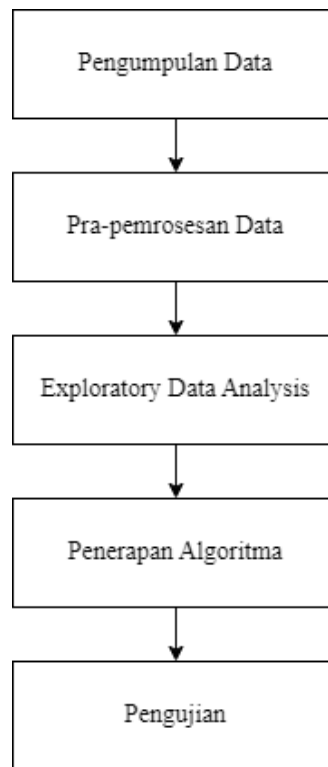 Pengumpulan Data
Pra-pemrosesan Data
Exploratory Data Analysis
Penerapan Algoritma
Pengujian